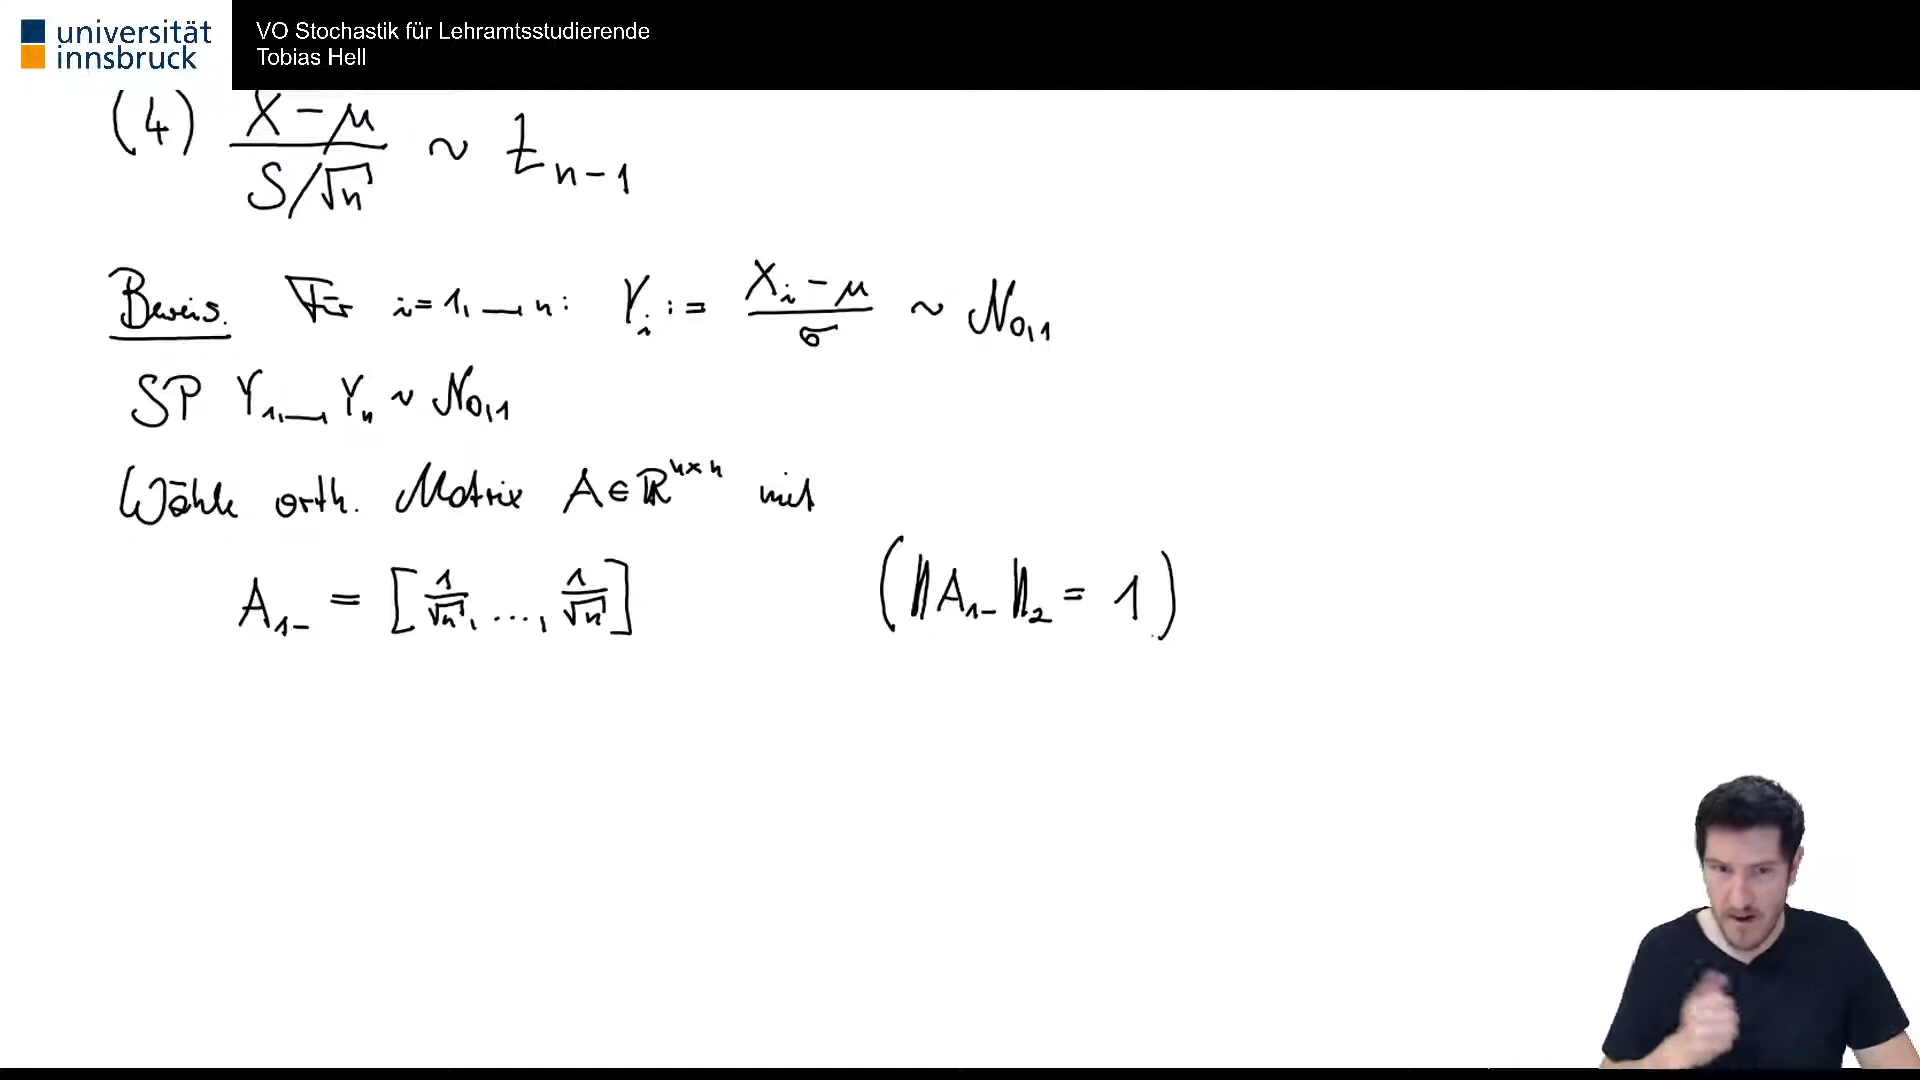 universität
innsbruck
VO Stochastik für Lehramtsstudierende
Tobias Hell
(4) X − μ / S/√n ~ t_{n−1}
Beweis. Für i = 1, — n: Y_i := X_i − μ / σ ~ N_{0,1}
SP Y_1, — Y_n ~ N_{0,1}
Wähle orth. Matrix A ∈ ℝ^{n×n} mit
A_{1−} = [1/√n, ..., 1/√n] (‖A_{1−}‖_2 = 1)